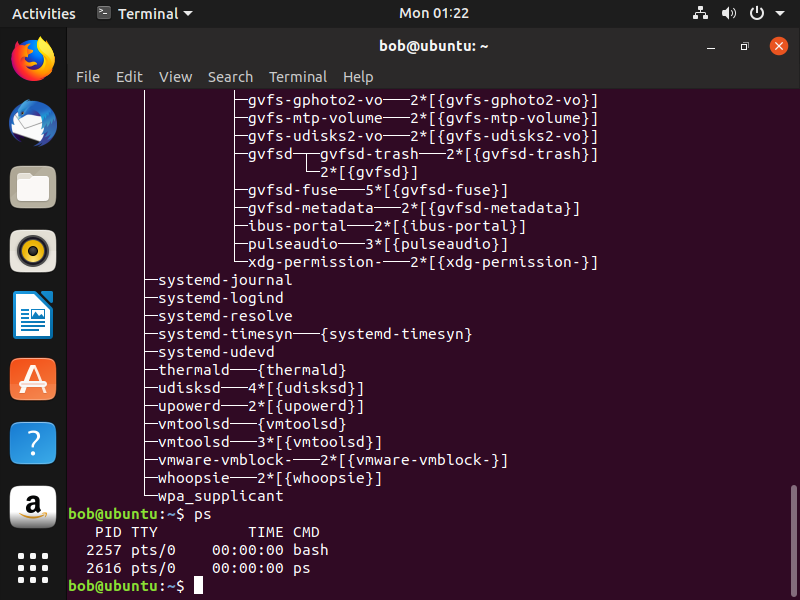 Activities Terminal Mon 01:22
bob@ubuntu: ~
File Edit View Search Terminal Help
├─gvfs-gphoto2-vo───2*[{gvfs-gphoto2-vo}]
├─gvfs-mtp-volume───2*[{gvfs-mtp-volume}]
├─gvfs-udisks2-vo───2*[{gvfs-udisks2-vo}]
├─gvfsd─┬─gvfsd-trash───2*[{gvfsd-trash}]
└─2*[{gvfsd}]
├─gvfsd-fuse───5*[{gvfsd-fuse}]
├─gvfsd-metadata───2*[{gvfsd-metadata}]
├─ibus-portal───2*[{ibus-portal}]
├─pulseaudio───3*[{pulseaudio}]
└─xdg-permission-───2*[{xdg-permission-}]
├─systemd-journal
├─systemd-logind
├─systemd-resolve
├─systemd-timesyn───{systemd-timesyn}
├─systemd-udevd
├─thermald───{thermald}
├─udisksd───4*[{udisksd}]
├─upowerd───2*[{upowerd}]
├─vmtoolsd───{vmtoolsd}
├─vmtoolsd───3*[{vmtoolsd}]
├─vmware-vmblock-───2*[{vmware-vmblock-}]
├─whoopsie───2*[{whoopsie}]
└─wpa_supplicant
bob@ubuntu:~$ ps
PID TTY TIME CMD
2257 pts/0 00:00:00 bash
2616 pts/0 00:00:00 ps
bob@ubuntu:~$